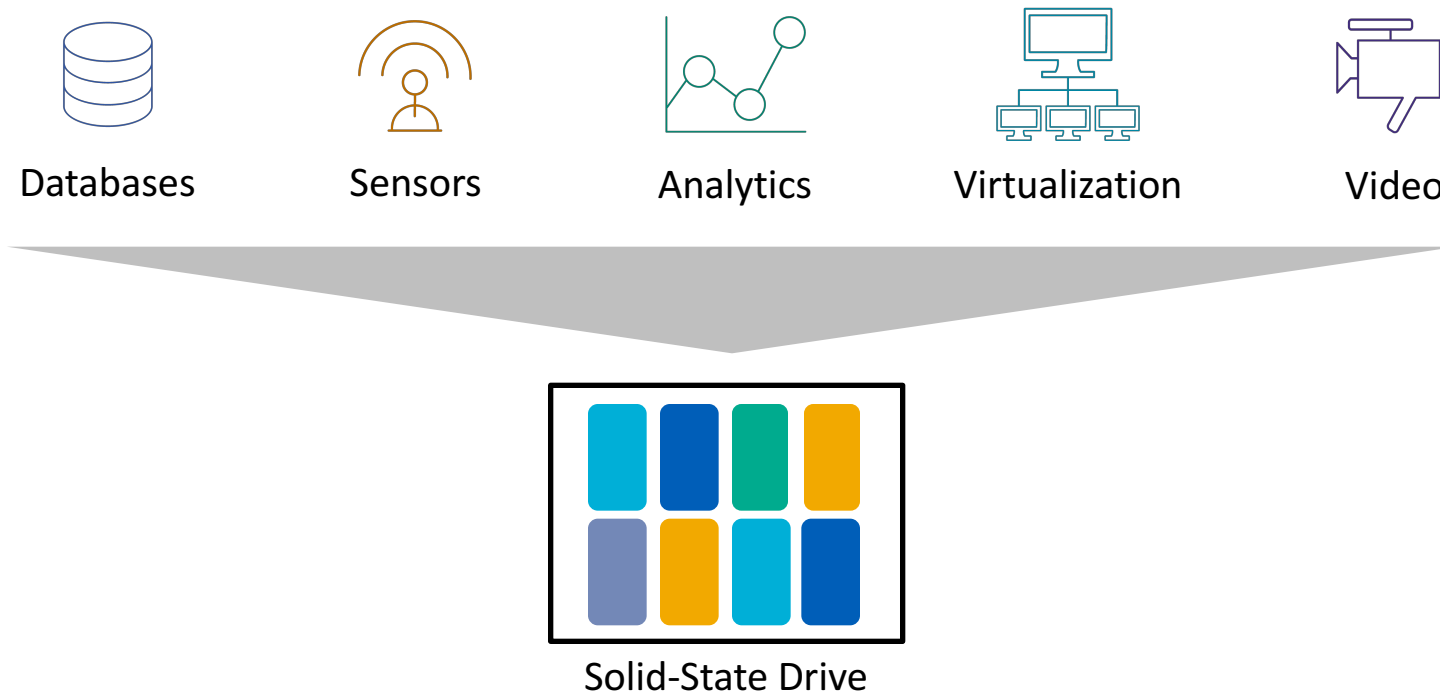 Databases
Sensors
Analytics
Virtualization
Video
Solid-State Drive